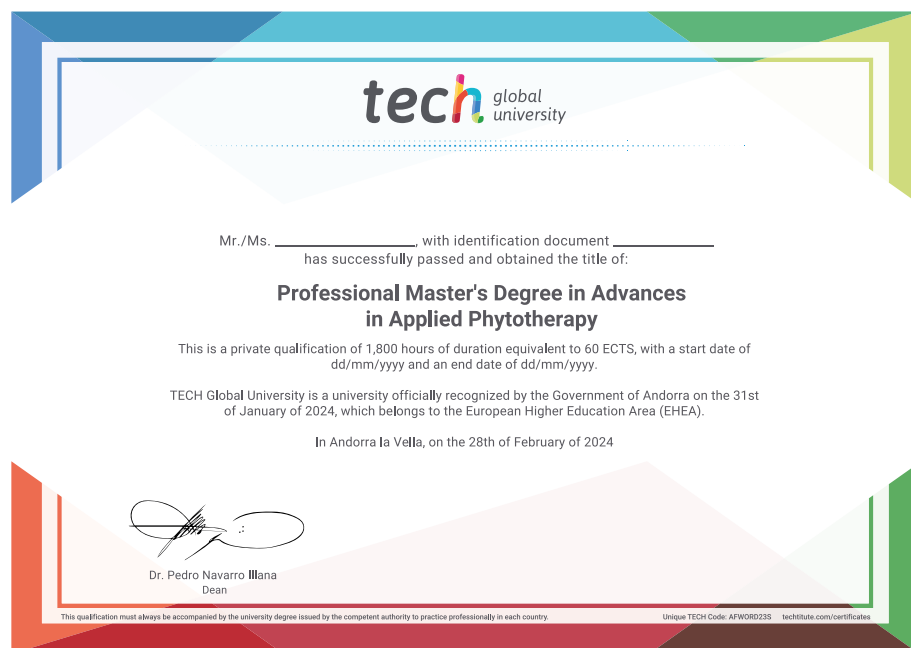 tech global
university
Mr./Ms. ____________, with identification document ____________
has successfully passed and obtained the title of:
Professional Master's Degree in Advances
in Applied Phytotherapy
This is a private qualification of 1,800 hours of duration equivalent to 60 ECTS, with a start date of
dd/mm/yyyy and an end date of dd/mm/yyyy.
TECH Global University is a university officially recognized by the Government of Andorra on the 31st
of January of 2024, which belongs to the European Higher Education Area (EHEA).
In Andorra la Vella, on the 28th of February of 2024
Dr. Pedro Navarro Illana
Dean
This qualification must always be accompanied by the university degree issued by the competent authority to practice professionally in each country.
Unique TECH Code: AFWORD23S techtitute.com/certificates